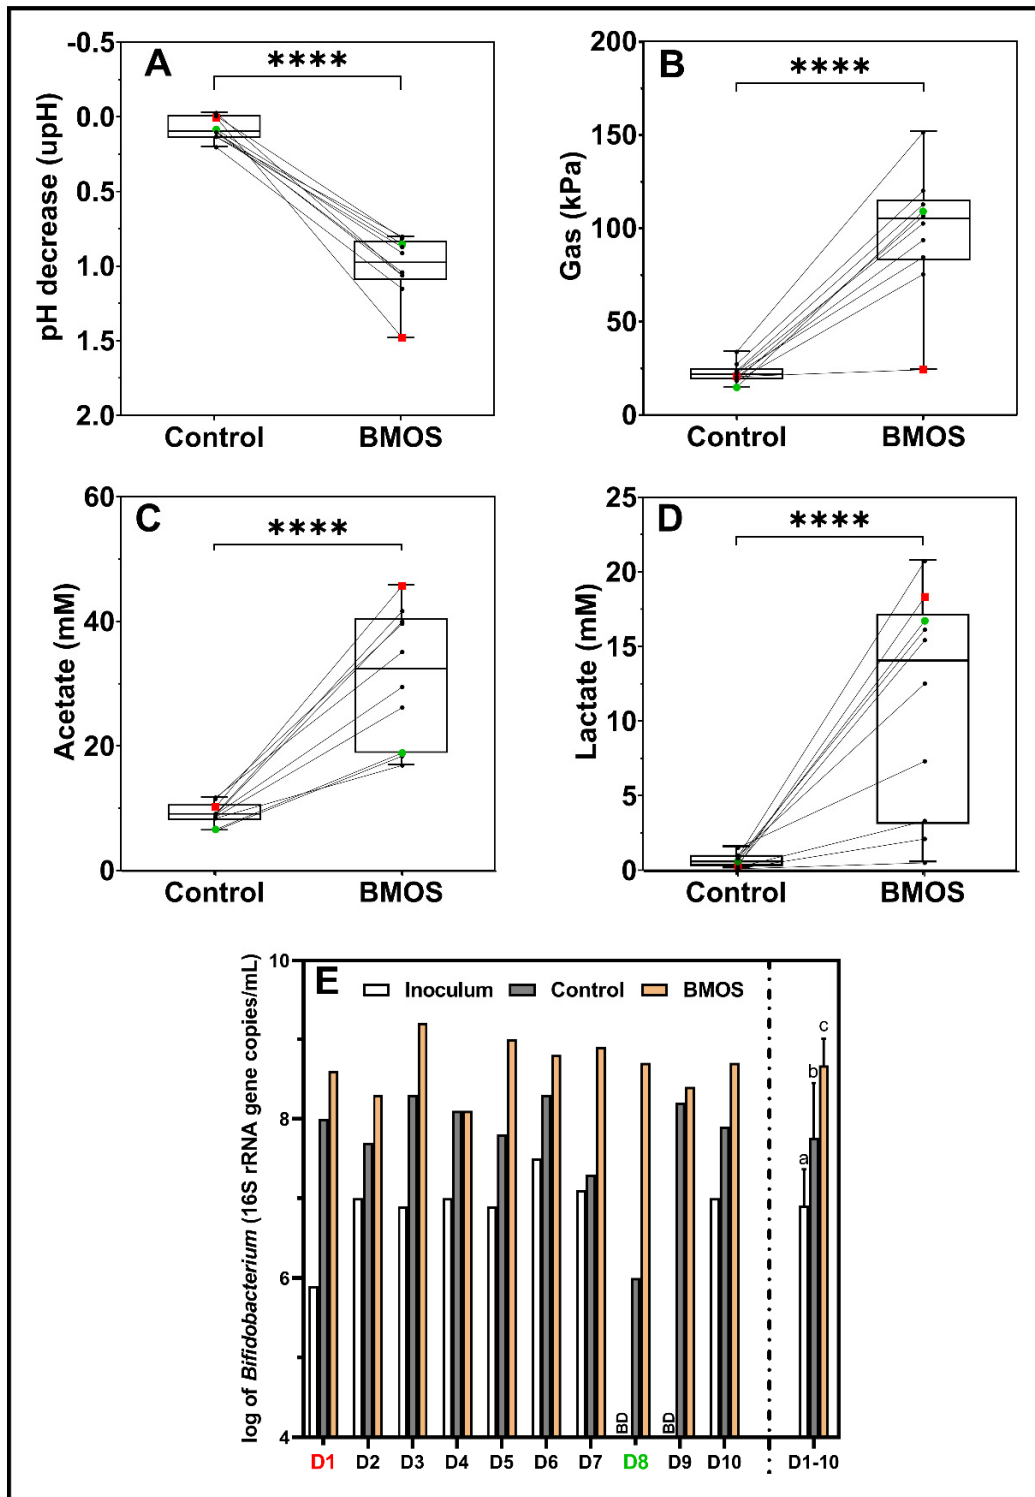 A
****
pH decrease (upH)
-0.5
0.0
0.5
1.0
1.5
2.0
Control BMOS
B
****
Gas (kPa)
200
150
100
50
0
Control BMOS
C
****
Acetate (mM)
60
40
20
0
Control BMOS
D
****
Lactate (mM)
25
20
15
10
5
0
Control BMOS
E
Inoculum Control BMOS
log of Bifidobacterium (16S rRNA gene copies/mL)
10
8
6
4
BD
BD
a
b
c
D1 D2 D3 D4 D5 D6 D7 D8 D9 D10 D1-10